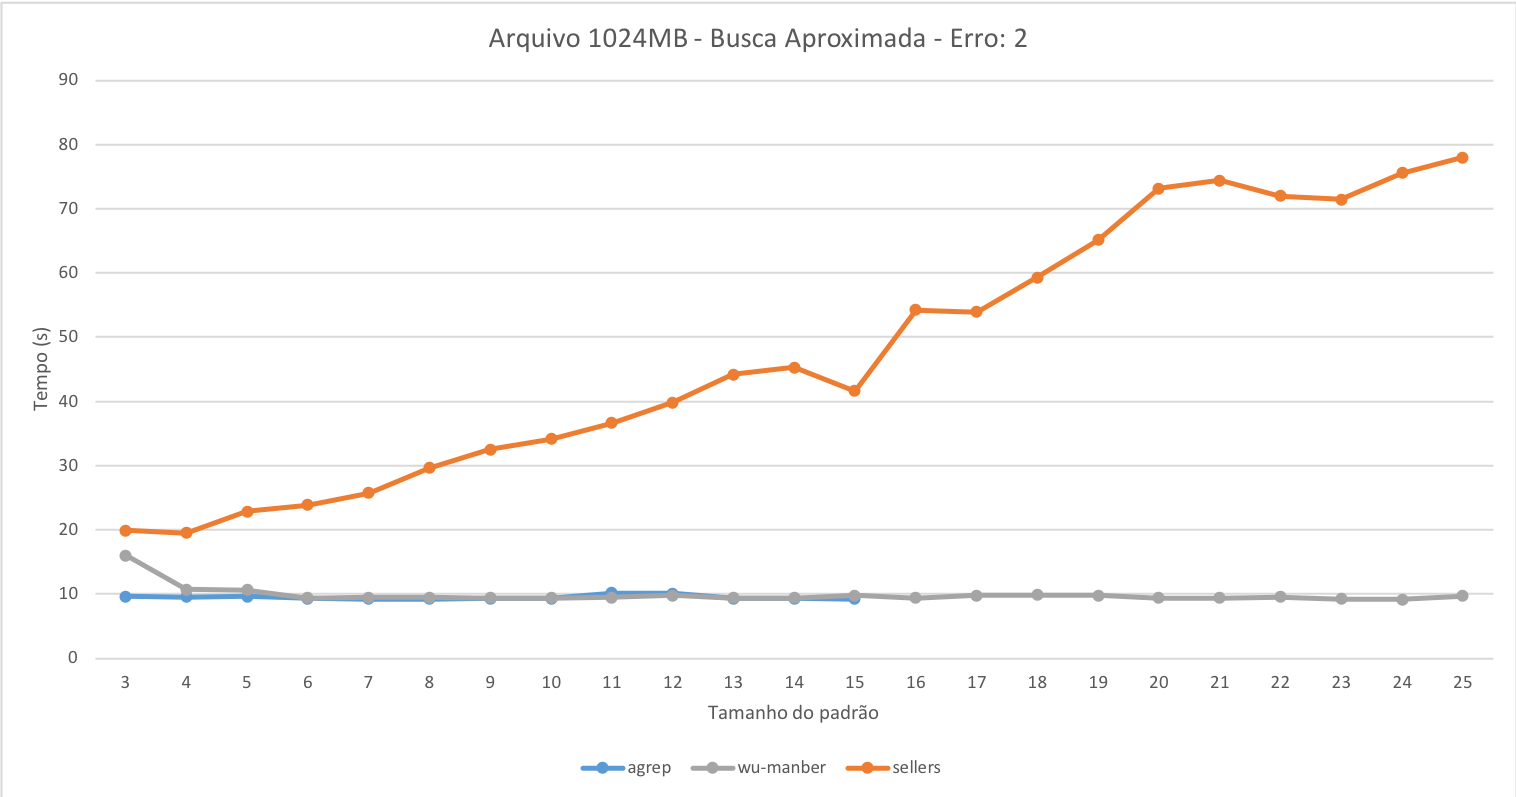 Arquivo 1024MB - Busca Aproximada - Erro: 2
90
80
70
60
50
40
30
20
10
0
Tempo (s)
3 4 5 6 7 8 9 10 11 12 13 14 15 16 17 18 19 20 21 22 23 24 25
Tamanho do padrão
agrep wu-manber sellers